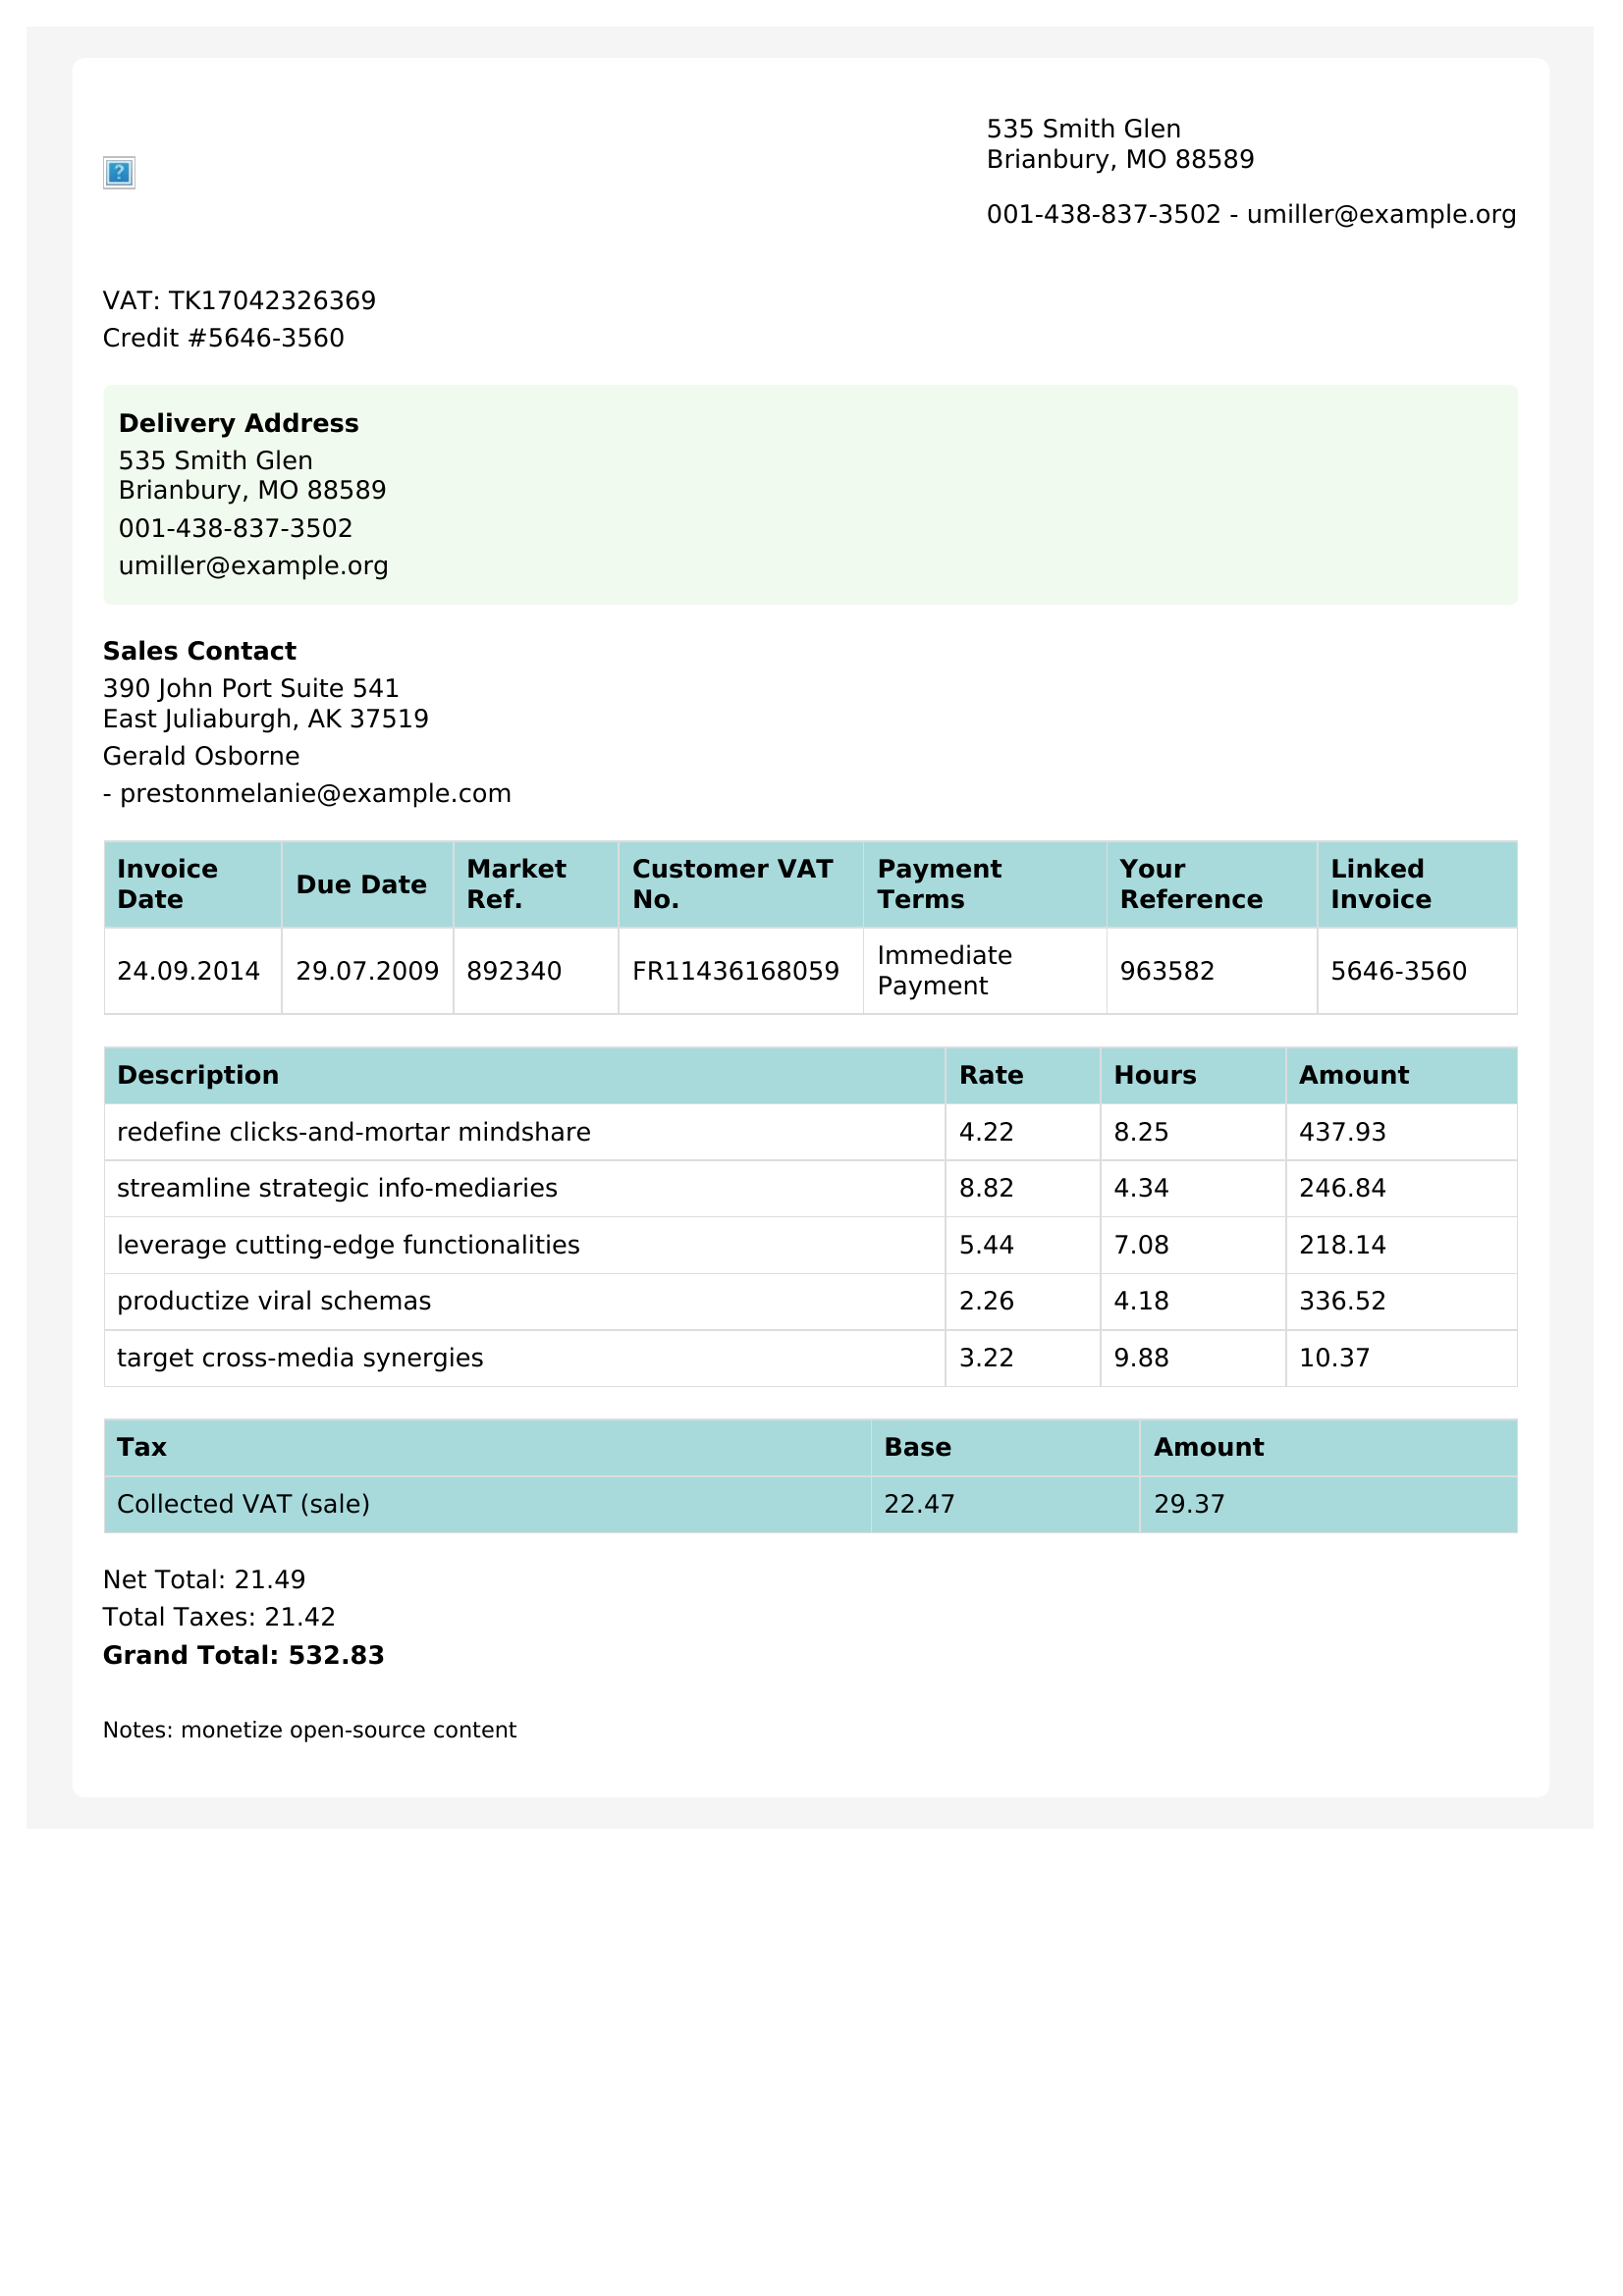 535 Smith Glen
Brianbury, MO 88589
001-438-837-3502 - umiller@example.org
VAT: TK17042326369
Credit #5646-3560
Delivery Address
535 Smith Glen
Brianbury, MO 88589
001-438-837-3502
umiller@example.org
Sales Contact
390 John Port Suite 541
East Juliaburgh, AK 37519
Gerald Osborne
- prestonmelanie@example.com
Invoice Date Due Date Market Ref. Customer VAT No. Payment Terms Your Reference Linked Invoice
24.09.2014 29.07.2009 892340 FR11436168059 Immediate Payment 963582 5646-3560
Description Rate Hours Amount
redefine clicks-and-mortar mindshare 4.22 8.25 437.93
streamline strategic info-mediaries 8.82 4.34 246.84
leverage cutting-edge functionalities 5.44 7.08 218.14
productize viral schemas 2.26 4.18 336.52
target cross-media synergies 3.22 9.88 10.37
Tax Base Amount
Collected VAT (sale) 22.47 29.37
Net Total: 21.49
Total Taxes: 21.42
Grand Total: 532.83
Notes: monetize open-source content